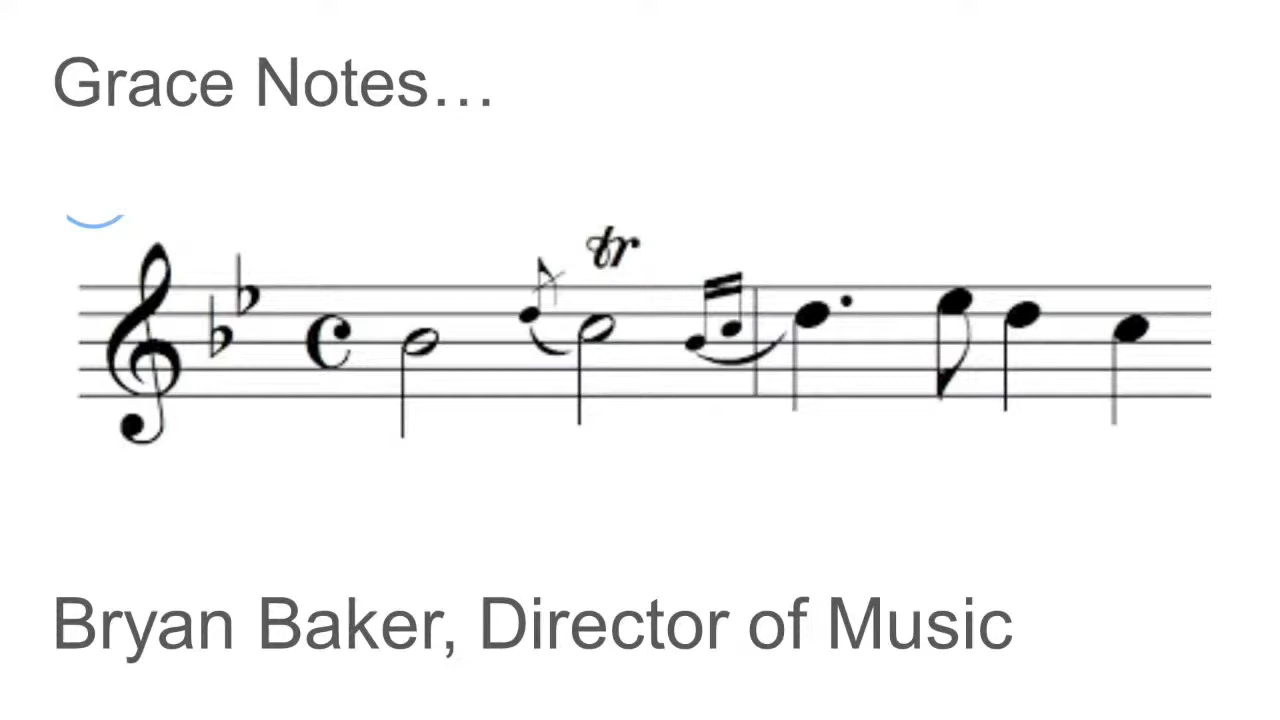 Grace Notes…
tr
Bryan Baker, Director of Music